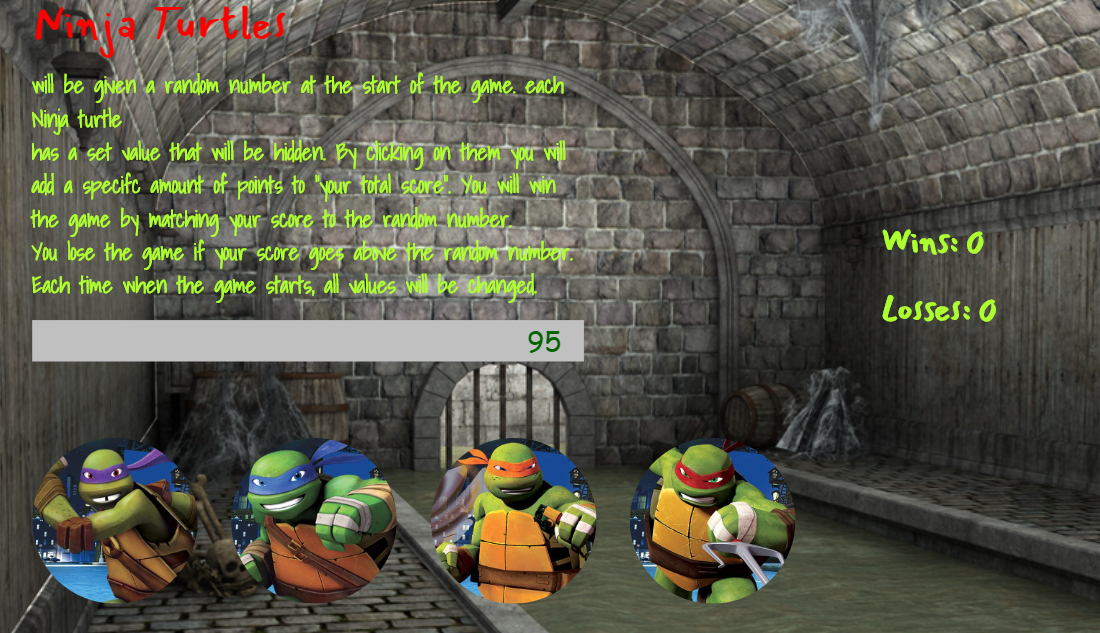 Ninja Turtles
will be given a random number at the start of the game. each
Ninja turtle
has a set value that will be hidden. By clicking on them you will
add a specifc amount of points to "your total score". You will win
the game by matching your score to the random number.
You lose the game if your score goes above the random number.
Each time when the game starts, all values will be changed.
95
Wins: 0
Losses: 0